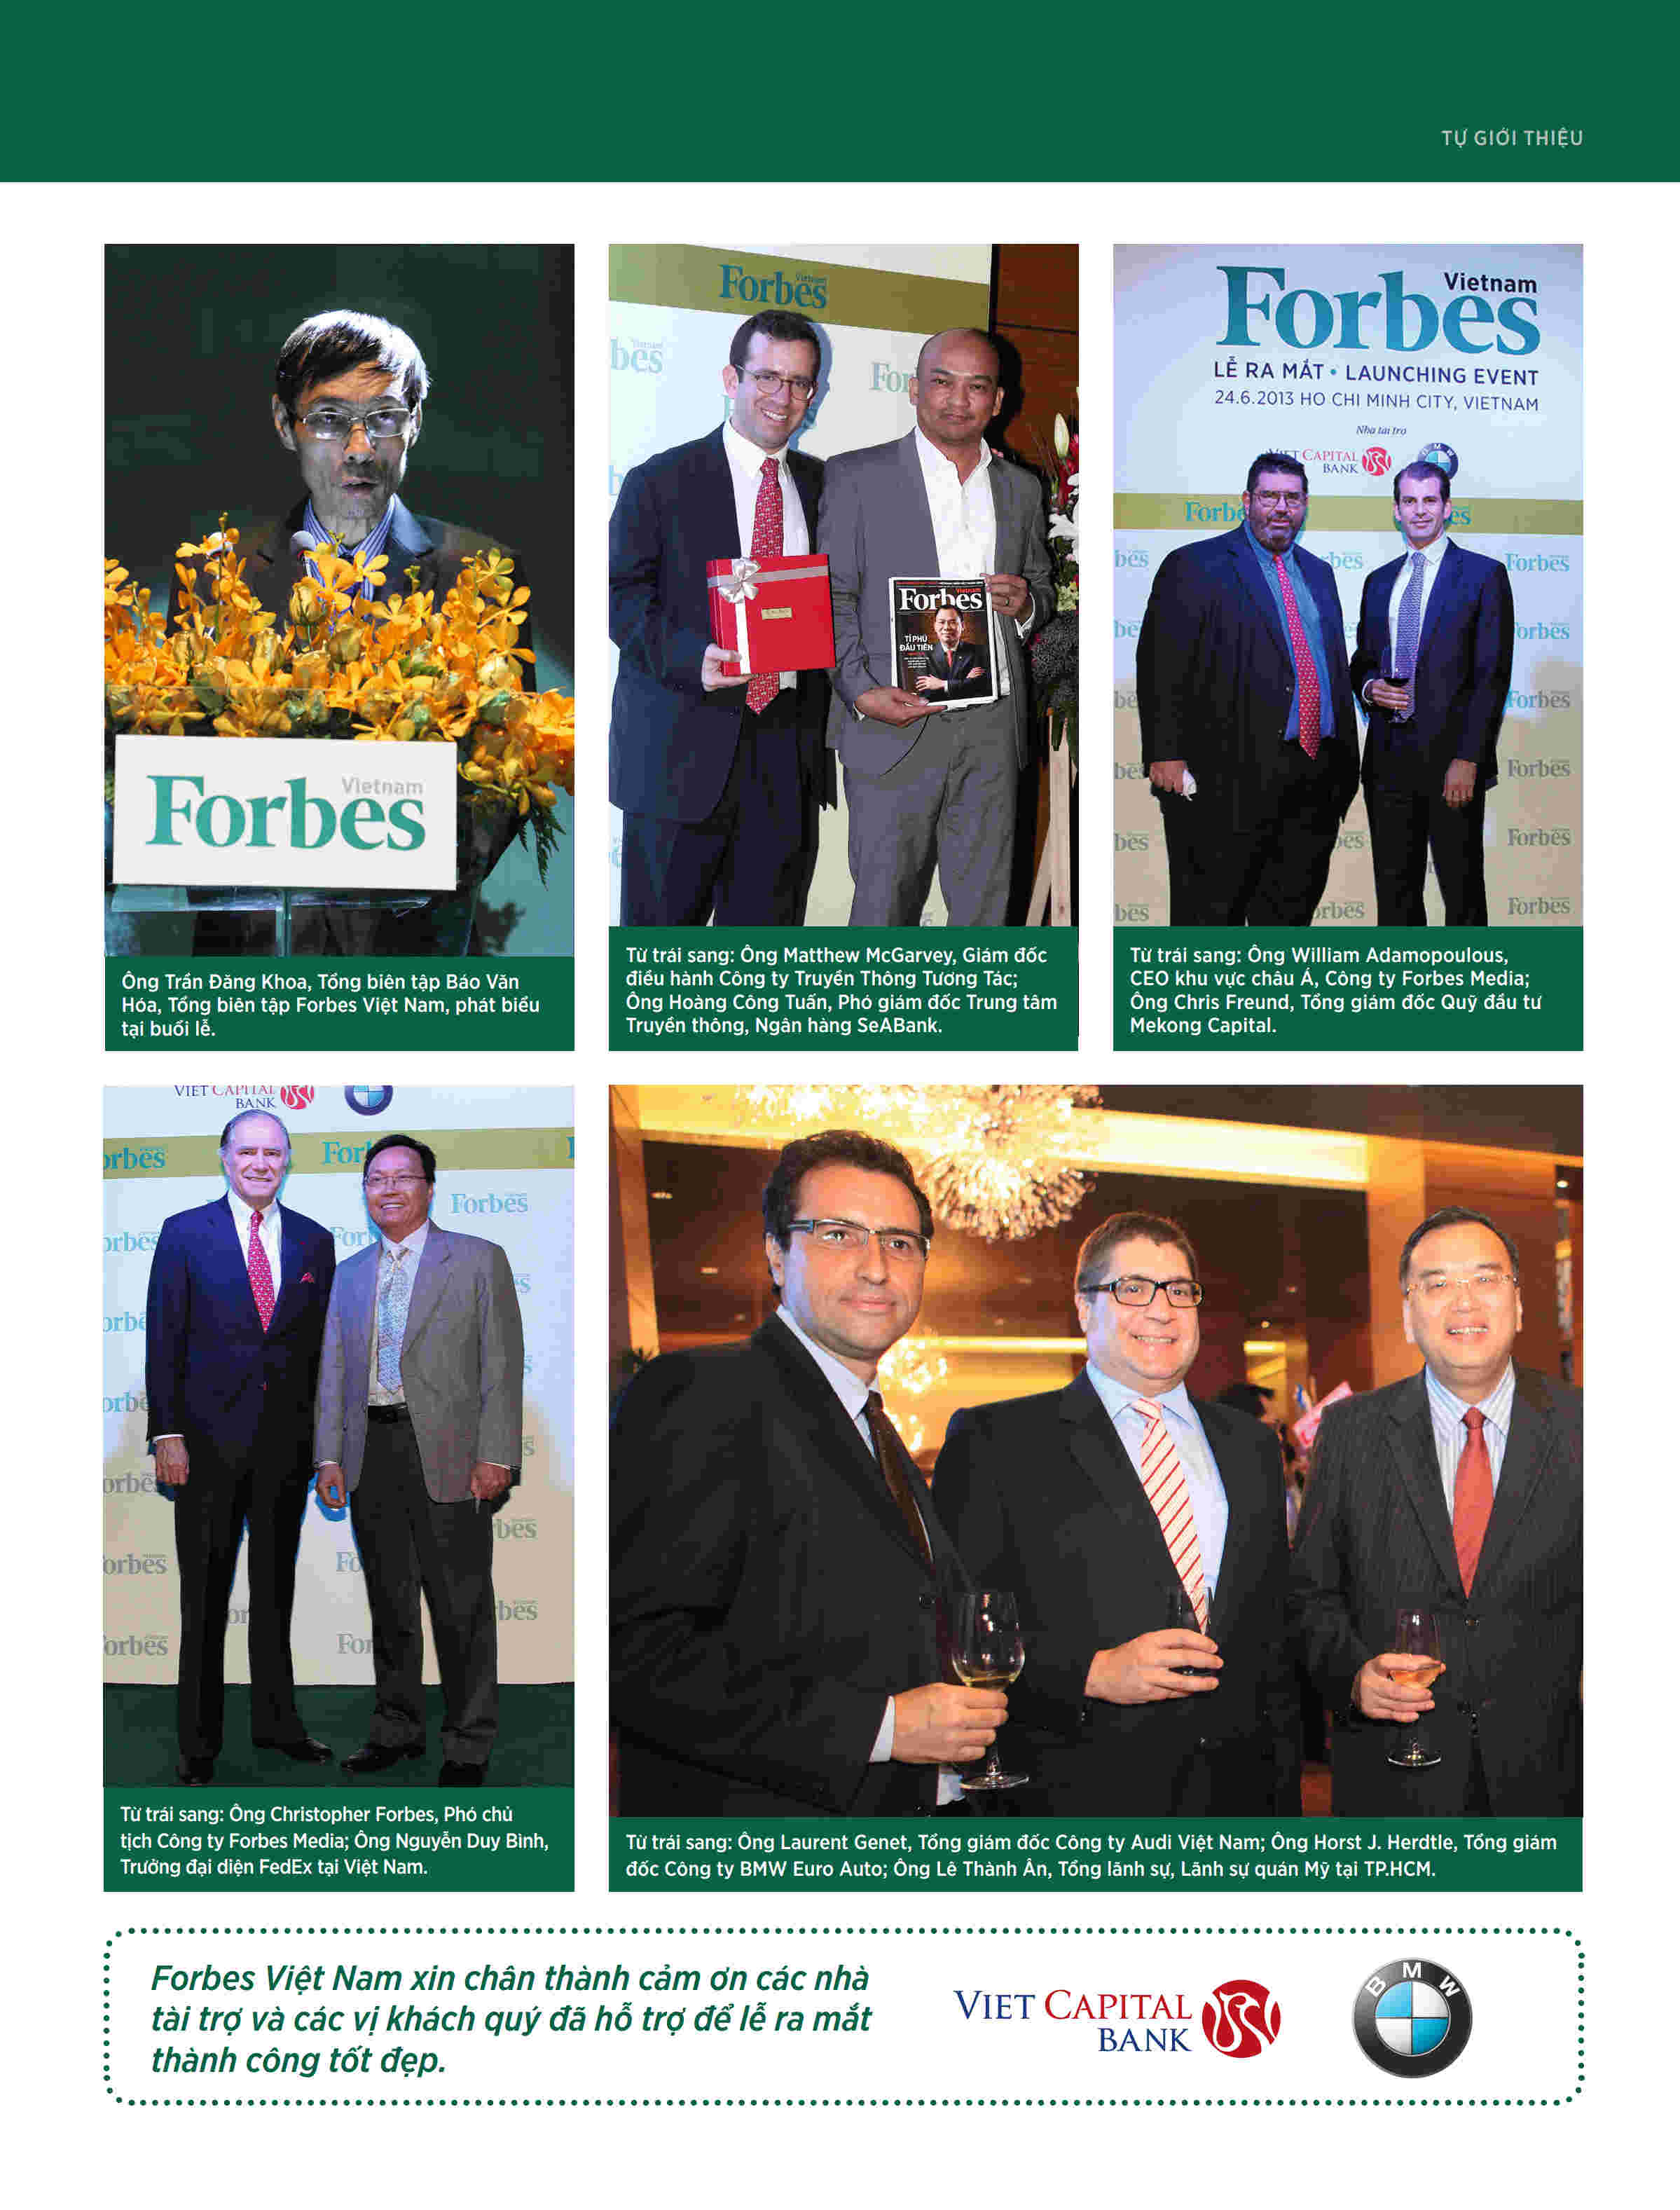 TỰ GIỚI THIỆU
Vietnam
Forbes
Ông Trần Đăng Khoa, Tổng biên tập Báo Văn
Hóa, Tổng biên tập Forbes Việt Nam, phát biểu
tại buổi lễ.
Forbes
bes
Forbes
TỈ PHÚ
ĐẦU TIÊN
Từ trái sang: Ông Matthew McGarvey, Giám đốc
điều hành Công ty Truyền Thông Tương Tác;
Ông Hoàng Công Tuấn, Phó giám đốc Trung tâm
Truyền thông, Ngân hàng SeABank.
Vietnam
Forbes
LỄ RA MẮT • LAUNCHING EVENT
24.6.2013 HO CHI MINH CITY, VIETNAM
Nhà tài trợ
VIET CAPITAL
BANK
BMW
Forbes
Forbes
Forbes
Forbes
Forbes
Forbes
Từ trái sang: Ông William Adamopoulous,
CEO khu vực châu Á, Công ty Forbes Media;
Ông Chris Freund, Tổng giám đốc Quỹ đầu tư
Mekong Capital.
VIET CAPITAL
BANK
Forbes
Từ trái sang: Ông Christopher Forbes, Phó chủ
tịch Công ty Forbes Media; Ông Nguyễn Duy Bình,
Trưởng đại diện FedEx tại Việt Nam.
Từ trái sang: Ông Laurent Genet, Tổng giám đốc Công ty Audi Việt Nam; Ông Horst J. Herdtle, Tổng giám
đốc Công ty BMW Euro Auto; Ông Lê Thành Ân, Tổng lãnh sự, Lãnh sự quán Mỹ tại TP.HCM.
Forbes Việt Nam xin chân thành cảm ơn các nhà
tài trợ và các vị khách quý đã hỗ trợ để lễ ra mắt
thành công tốt đẹp.
VIET CAPITAL
BANK
BMW